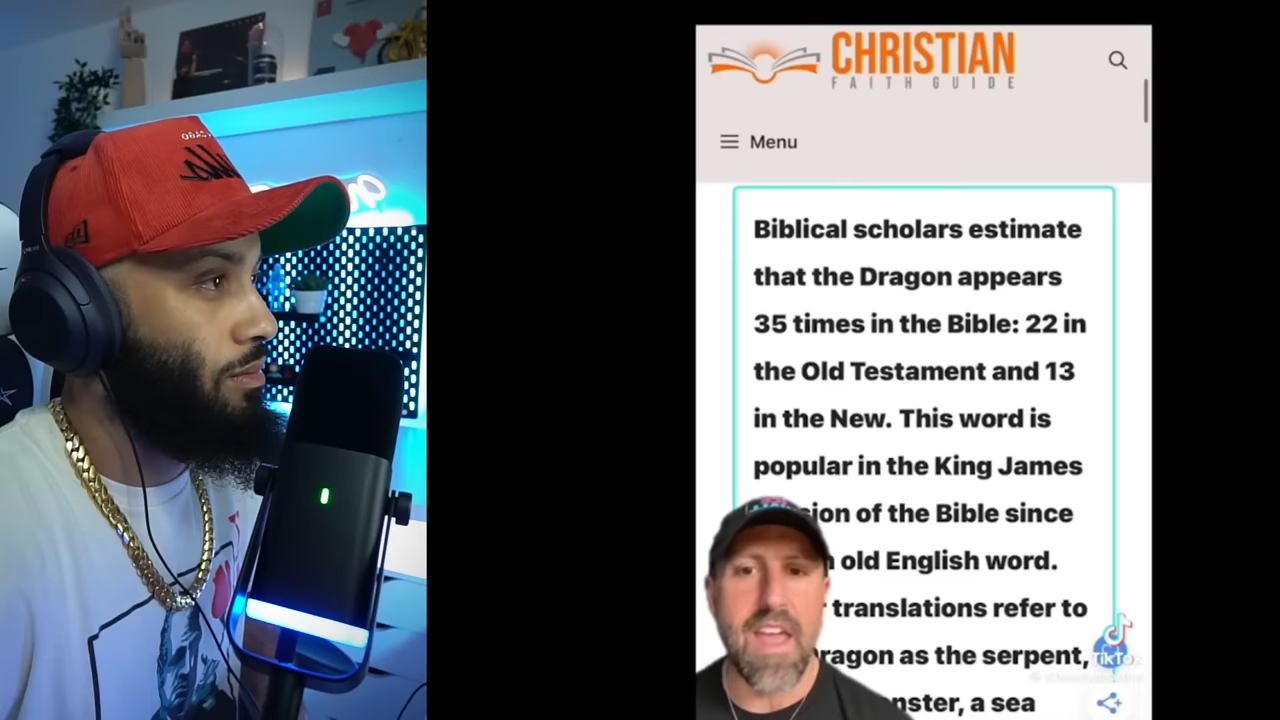 CHRISTIAN
FAITH GUIDE
Menu
Biblical scholars estimate
that the Dragon appears
35 times in the Bible: 22 in
the Old Testament and 13
in the New. This word is
popular in the King James
sion of the Bible since
old English word.
translations refer to
ragon as the serpent,
nster, a sea
TikTok